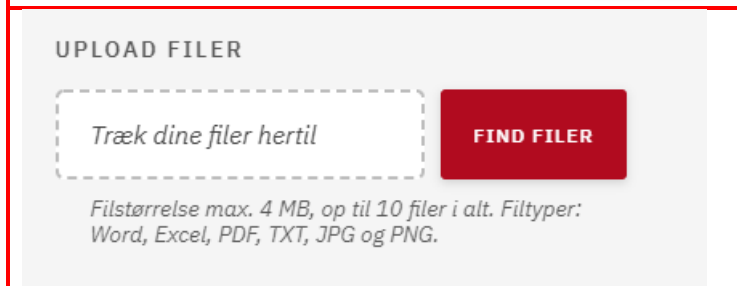 UPLOAD FILER
Træk dine filer hertil
FIND FILER
Filstørrelse max. 4 MB, op til 10 filer i alt. Filtyper:
Word, Excel, PDF, TXT, JPG og PNG.